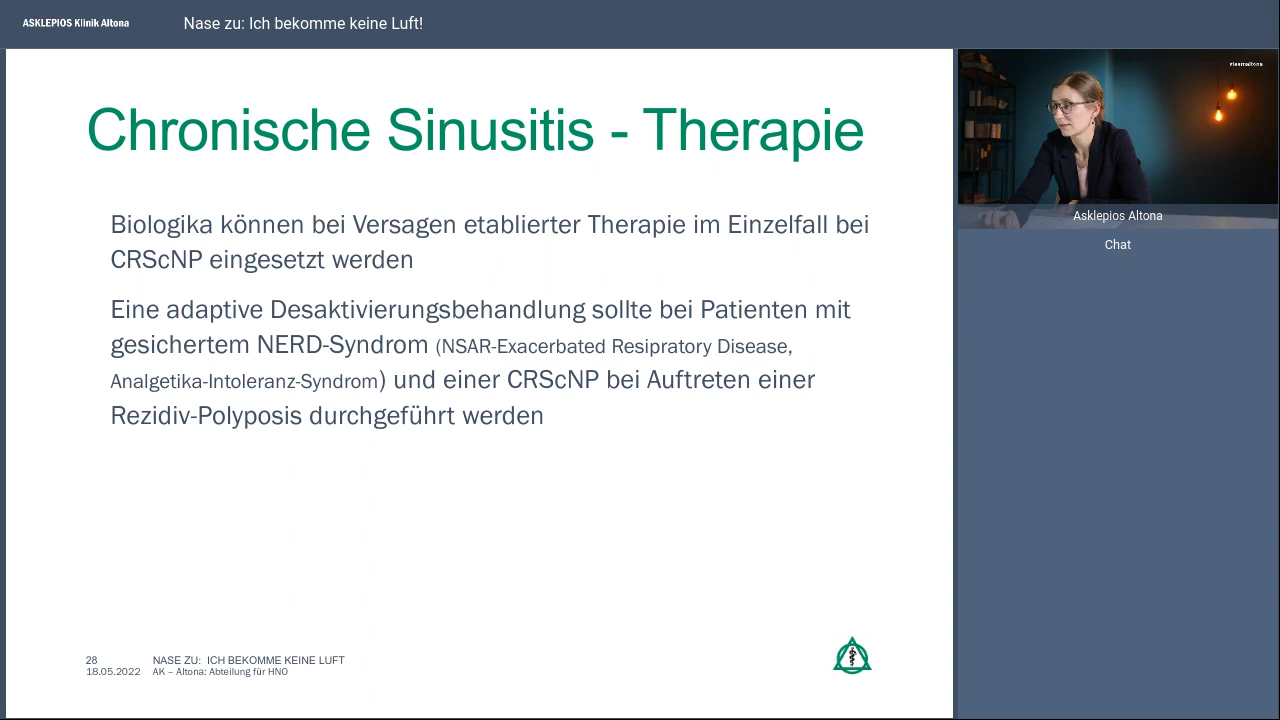 ASKLEPIOS Klinik Altona
Nase zu: Ich bekomme keine Luft!
Chronische Sinusitis - Therapie
Biologika können bei Versagen etablierter Therapie im Einzelfall bei
CRScNP eingesetzt werden
Eine adaptive Desaktivierungsbehandlung sollte bei Patienten mit
gesichertem NERD-Syndrom (NSAR-Exacerbated Resipratory Disease,
Analgetika-Intoleranz-Syndrom) und einer CRScNP bei Auftreten einer
Rezidiv-Polyposis durchgeführt werden
28 NASE ZU: ICH BEKOMME KEINE LUFT
18.05.2022 AK – Altona: Abteilung für HNO
#teamaltona
Asklepios Altona
Chat